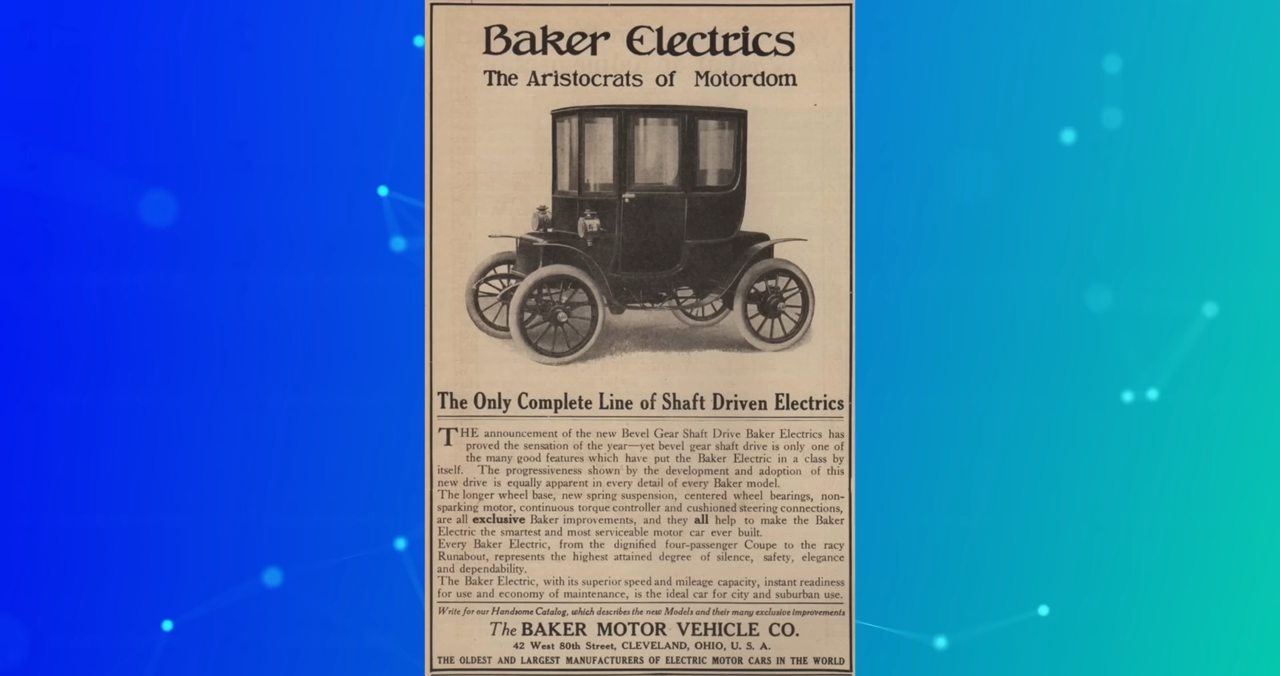 Baker Electrics
The Aristocrats of Motordom
The Only Complete Line of Shaft Driven Electrics
THE announcement of the new Bevel Gear Shaft Drive Baker Electrics has
proved the sensation of the year—yet bevel gear shaft drive is only one of
the many good features which have put the Baker Electric in a class by
itself. The progressiveness shown by the development and adoption of this
new drive is equally apparent in every detail of every Baker model.
The longer wheel base, new spring suspension, centered wheel bearings, non-
sparking motor, continuous torque controller and cushioned steering connections,
are all exclusive Baker improvements, and they all help to make the Baker
Electric the smartest and most serviceable motor car ever built.
Every Baker Electric, from the dignified four-passenger Coupe to the racy
Runabout, represents the highest attained degree of silence, safety, elegance
and dependability.
The Baker Electric, with its superior speed and mileage capacity, instant readiness
for use and economy of maintenance, is the ideal car for city and suburban use.
Write for our Handsome Catalog, which describes the new Models and their many exclusive improvements
The BAKER MOTOR VEHICLE CO.
42 West 80th Street, CLEVELAND, OHIO, U. S. A.
THE OLDEST AND LARGEST MANUFACTURERS OF ELECTRIC MOTOR CARS IN THE WORLD